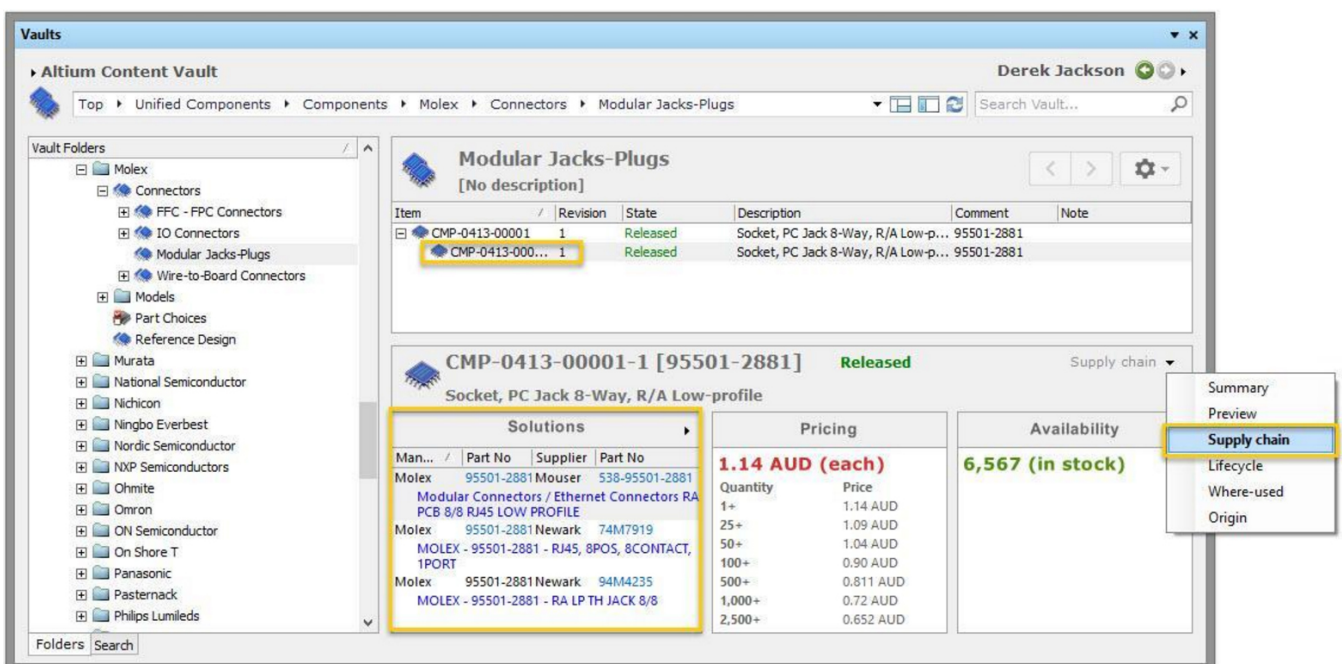 Vaults
Altium Content Vault
Derek Jackson
Top Unified Components Components Molex Connectors Modular Jacks-Plugs
Search Vault...
Vault Folders
Molex
Connectors
FFC - FPC Connectors
IO Connectors
Modular Jacks-Plugs
Wire-to-Board Connectors
Models
Part Choices
Reference Design
Murata
National Semiconductor
Nichicon
Ningbo Everbest
Nordic Semiconductor
NXP Semiconductors
Ohmite
Omron
ON Semiconductor
On Shore T
Panasonic
Pasternack
Philips Lumileds
Folders Search
Modular Jacks-Plugs
[No description]
Item / Revision State Description Comment Note
CMP-0413-00001 1 Released Socket, PC Jack 8-Way, R/A Low-p... 95501-2881
CMP-0413-000... 1 Released Socket, PC Jack 8-Way, R/A Low-p... 95501-2881
CMP-0413-00001-1 [95501-2881] Released Supply chain
Socket, PC Jack 8-Way, R/A Low-profile
Solutions
Man... / Part No Supplier Part No
Molex 95501-2881 Mouser 538-95501-2881
Modular Connectors / Ethernet Connectors RA
PCB 8/8 RJ45 LOW PROFILE
Molex 95501-2881 Newark 74M7919
MOLEX - 95501-2881 - RJ45, 8POS, 8CONTACT,
1PORT
Molex 95501-2881 Newark 94M4235
MOLEX - 95501-2881 - RA LP TH JACK 8/8
Pricing
1.14 AUD (each)
Quantity Price
1+ 1.14 AUD
25+ 1.09 AUD
50+ 1.04 AUD
100+ 0.90 AUD
500+ 0.811 AUD
1,000+ 0.72 AUD
2,500+ 0.652 AUD
Availability
6,567 (in stock)
Summary
Preview
Supply chain
Lifecycle
Where-used
Origin